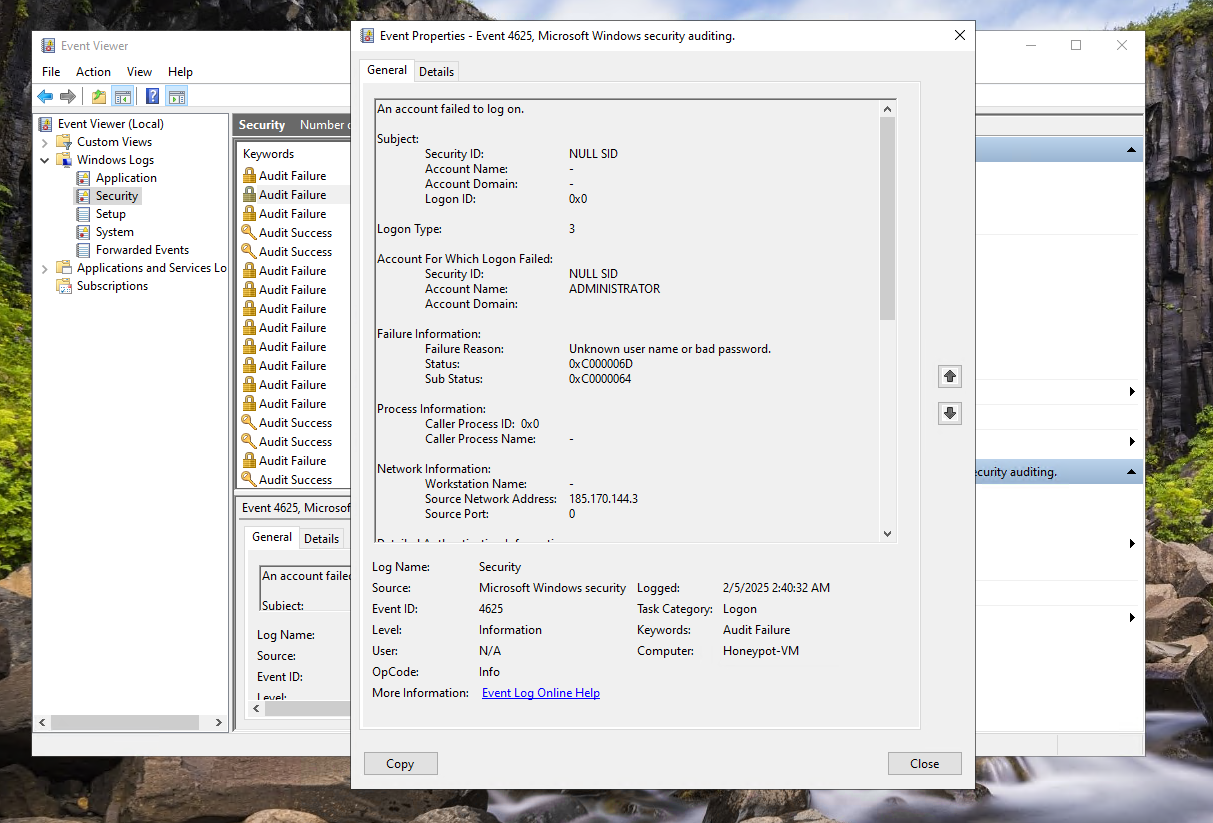 Event Viewer
File Action View Help
Event Viewer (Local)
Custom Views
Windows Logs
Application
Security
Setup
System
Forwarded Events
Applications and Services Lo
Subscriptions
Security Number
Keywords
Audit Failure
Audit Failure
Audit Failure
Audit Success
Audit Success
Audit Failure
Audit Failure
Audit Failure
Audit Failure
Audit Failure
Audit Failure
Audit Failure
Audit Failure
Audit Success
Audit Success
Audit Failure
Audit Success
Event 4625, Microsof
General Details
An account failed
Subject:
Log Name:
Source:
Event ID:
Level:
Event Properties - Event 4625, Microsoft Windows security auditing.
General Details
An account failed to log on.
Subject:
Security ID: NULL SID
Account Name: -
Account Domain: -
Logon ID: 0x0
Logon Type: 3
Account For Which Logon Failed:
Security ID: NULL SID
Account Name: ADMINISTRATOR
Account Domain:
Failure Information:
Failure Reason: Unknown user name or bad password.
Status: 0xC000006D
Sub Status: 0xC0000064
Process Information:
Caller Process ID: 0x0
Caller Process Name: -
Network Information:
Workstation Name: -
Source Network Address: 185.170.144.3
Source Port: 0
Log Name: Security
Source: Microsoft Windows security Logged: 2/5/2025 2:40:32 AM
Event ID: 4625 Task Category: Logon
Level: Information Keywords: Audit Failure
User: N/A Computer: Honeypot-VM
OpCode: Info
More Information: Event Log Online Help
Copy Close
ecurity auditing.